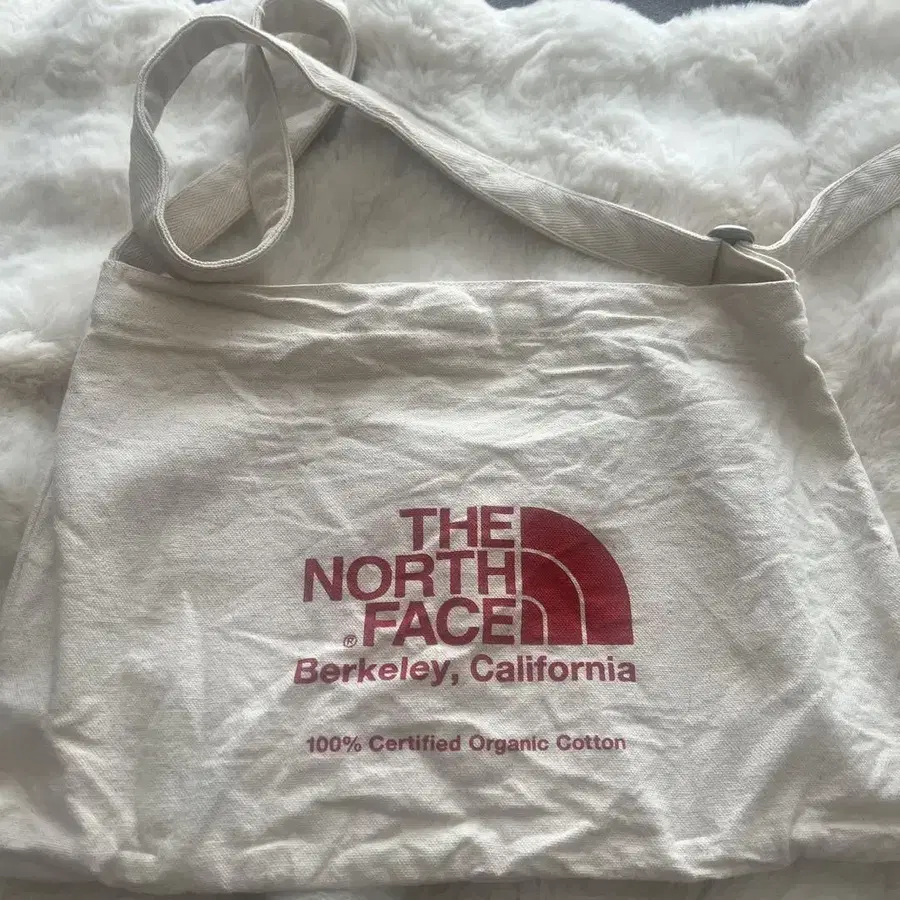 THE
NORTH
® FACE
Berkeley, California
100% Certified Organic Cotton